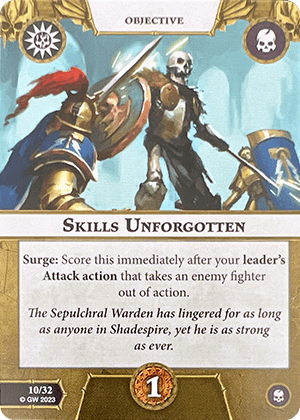 OBJECTIVE
SKILLS UNFORGOTTEN
Surge: Score this immediately after your leader's
Attack action that takes an enemy fighter
out of action.
The Sepulchral Warden has lingered for as long
as anyone in Shadespire, yet he is as strong
as ever.
10/32
© GW 2023
1